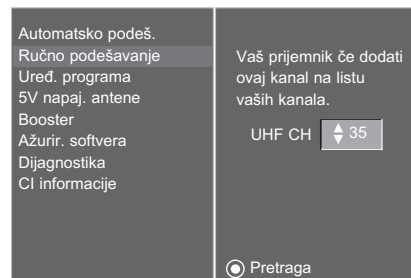 Automatsko podeš.
Ručno podešavanje
Uređ. programa
5V napaj. antene
Booster
Ažurir. softvera
Dijagnostika
CI informacije
Vaš prijemnik če dodati
ovaj kanal na listu
vaših kanala.
UHF CH 35
Pretraga